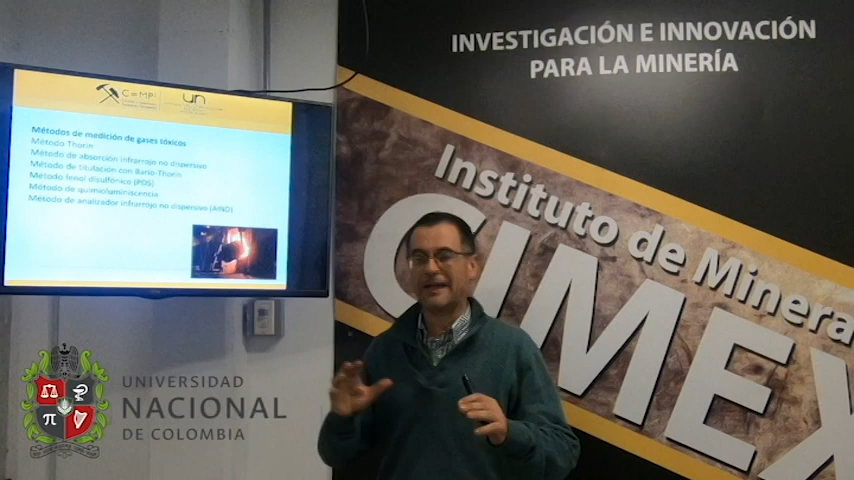 INVESTIGACIÓN E INNOVACIÓN
PARA LA MINERÍA
Instituto de Minera
CIMEX
un
Métodos de medición de gases tóxicos
Método Thorin
Método de absorción infrarrojo no dispersivo
Método de titulación con Bario-Thorin
Método fenol disulfónico (PDS)
Método de quimioluminiscencia
Método de analizador infrarrojo no dispersivo (AIND)
UNIVERSIDAD
NACIONAL
DE COLOMBIA